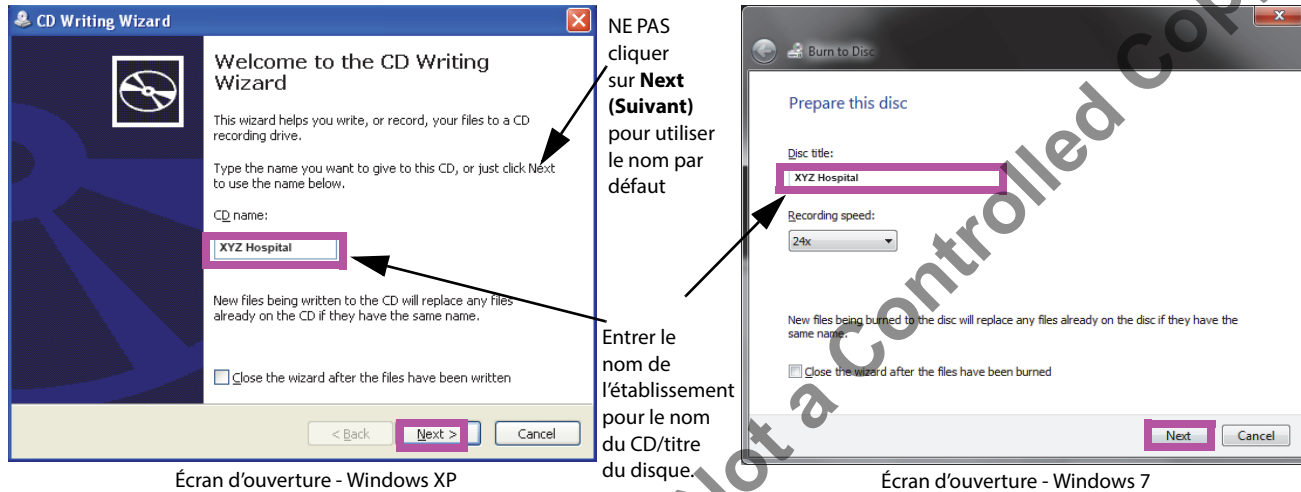 CD Writing Wizard
Welcome to the CD Writing
Wizard
This wizard helps you write, or record, your files to a CD
recording drive.
Type the name you want to give to this CD, or just click Next
to use the name below.
CD name:
XYZ Hospital
New files being written to the CD will replace any files
already on the CD if they have the same name.
Close the wizard after the files have been written
< Back
Next >
Cancel
Écran d’ouverture - Windows XP
NE PAS
cliquer
sur Next
(Suivant)
pour utiliser
le nom par
défaut
Entrer le
nom de
l’établissement
pour le nom
du CD/titre
du disque.
Burn to Disc
Prepare this disc
Disc title:
XYZ Hospital
Recording speed:
24x
New files being burned to the disc will replace any files already on the disc if they have the
same name.
Close the wizard after the files have been burned
Next
Cancel
Écran d’ouverture - Windows 7
Not a Controlled Copy